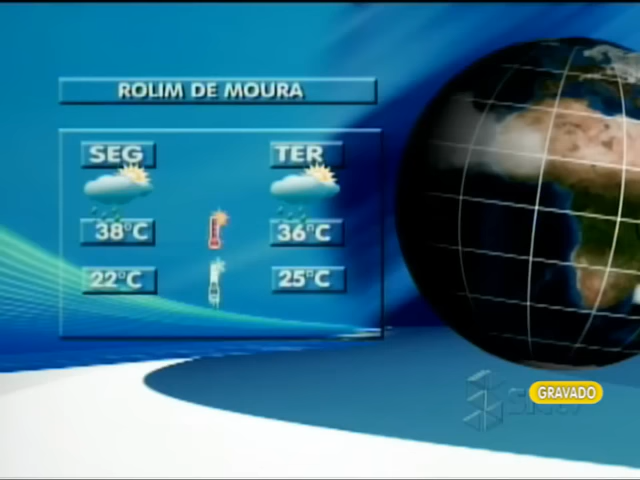 ROLIM DE MOURA
SEG TER
38°C 36°C
22°C 25°C
GRAVADO